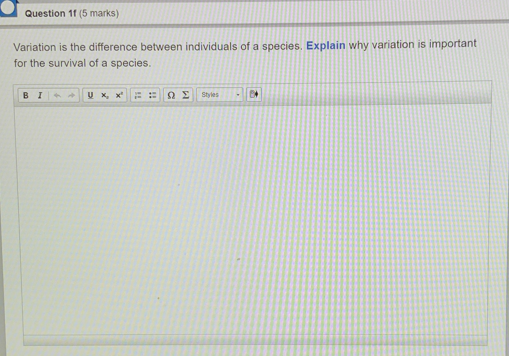 Question 1f (5 marks)
Variation is the difference between individuals of a species. Explain why variation is important
for the survival of a species.
B I U X₂ X² Ω Σ Styles